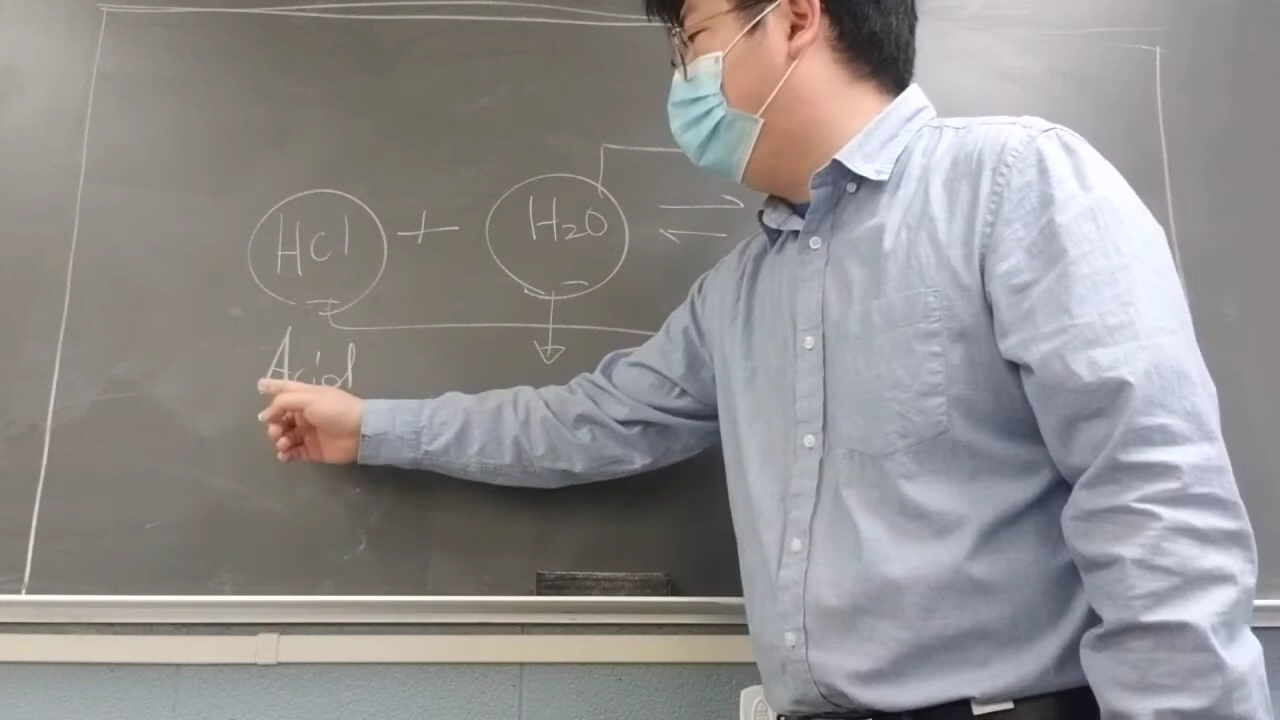 HCl + H2O ⇌
Acid